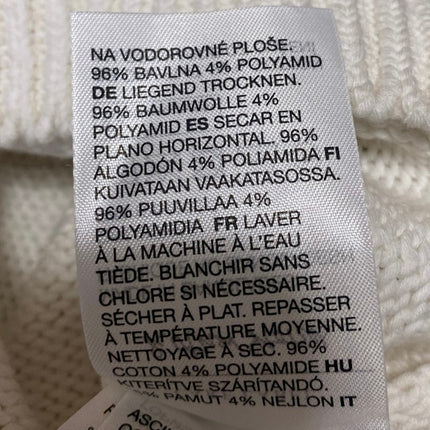 NA VODOROVNÉ PLOŠE.
96% BAVLNA 4% POLYAMID
DE LIEGEND TROCKNEN.
96% BAUMWOLLE 4%
POLYAMID ES SECAR EN
PLANO HORIZONTAL. 96%
ALGODÓN 4% POLIAMIDA FI
KUIVATAAN VAAKATASOSSA.
96% PUUVILLAA 4%
POLYAMIDIA FR LAVER
À LA MACHINE À L'EAU
TIÈDE. BLANCHIR SANS
CHLORE SI NÉCESSAIRE.
SÉCHER À PLAT. REPASSER
À TEMPÉRATURE MOYENNE.
NETTOYAGE À SEC. 96%
COTON 4% POLYAMIDE HU
KITERÍTVE SZÁRÍTANDÓ.
PAMUT 4% NEJLON IT